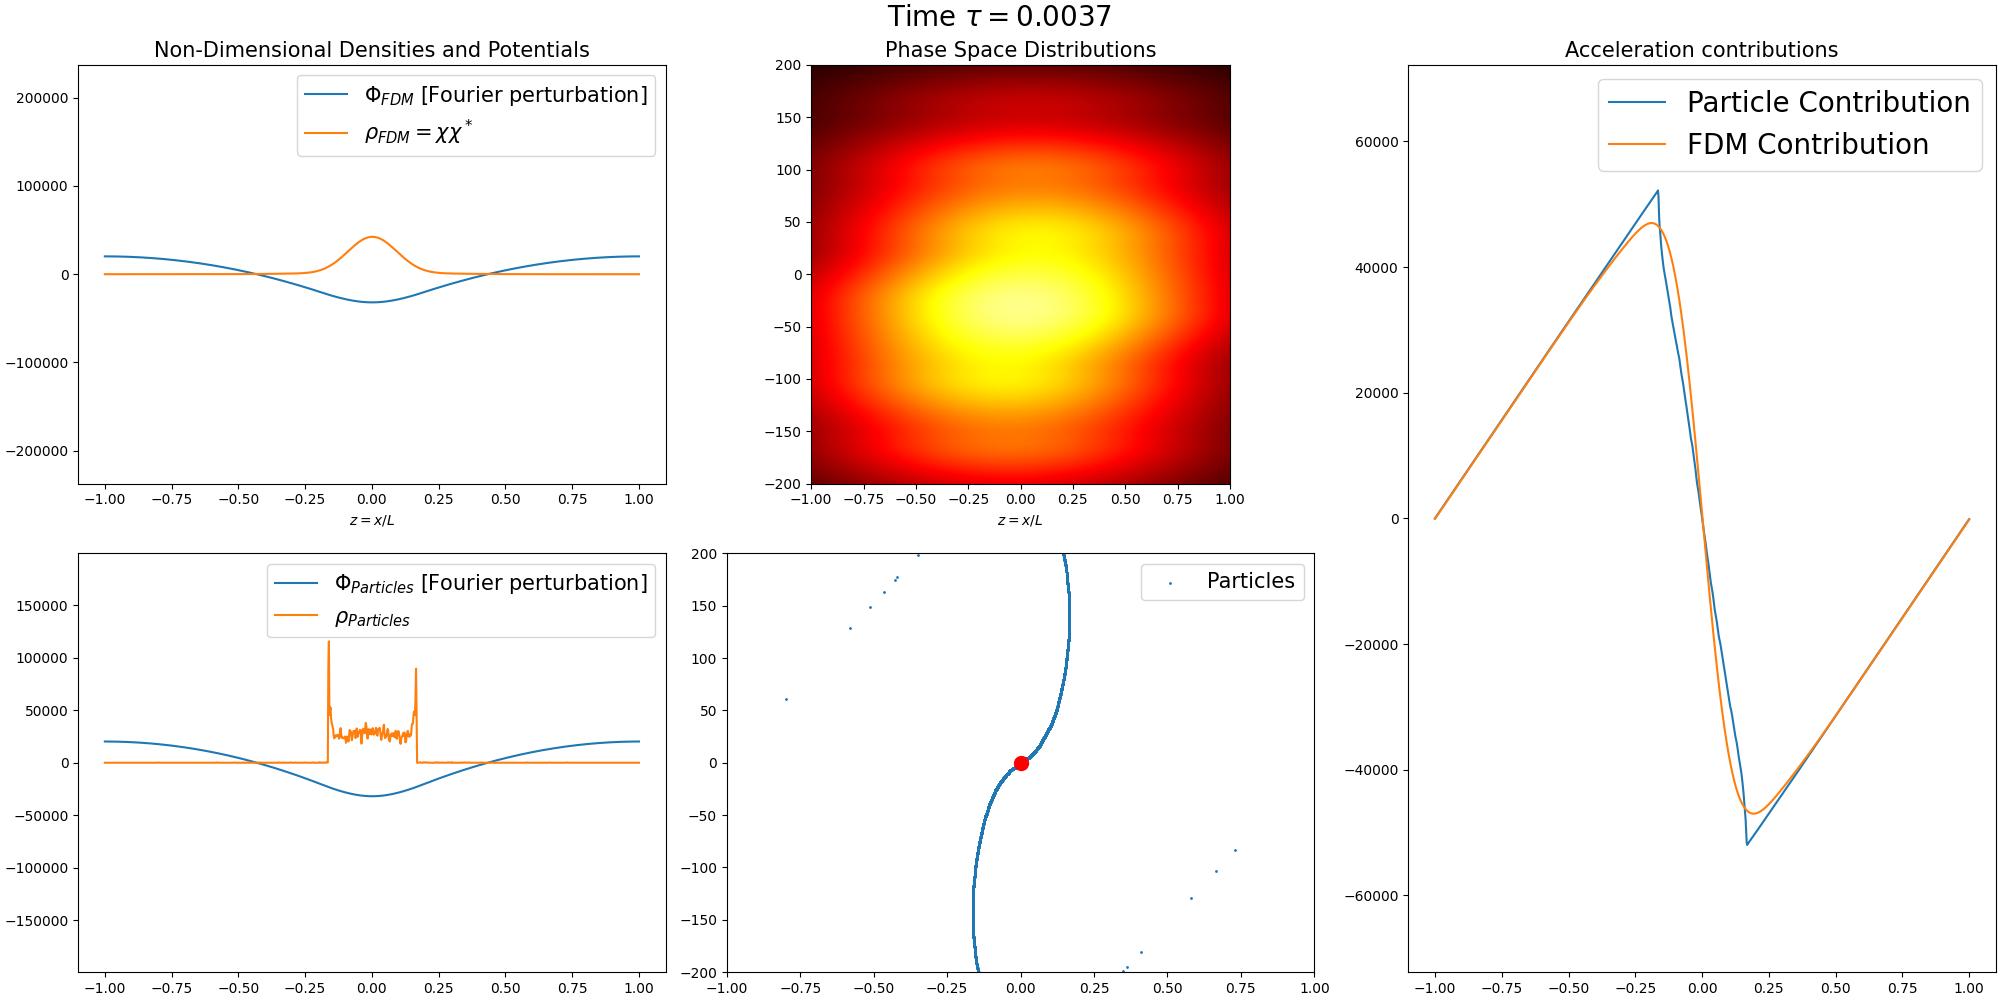 Time τ = 0.0037
Non-Dimensional Densities and Potentials
Φ_FDM [Fourier perturbation]
ρ_FDM = χχ*
200000
100000
0
−100000
−200000
−1.00 −0.75 −0.50 −0.25 0.00 0.25 0.50 0.75 1.00
z = x/L
Phase Space Distributions
200
150
100
50
0
−50
−100
−150
−200
−1.00 −0.75 −0.50 −0.25 0.00 0.25 0.50 0.75 1.00
z = x/L
Acceleration contributions
Particle Contribution
FDM Contribution
60000
40000
20000
0
−20000
−40000
−60000
−1.00 −0.75 −0.50 −0.25 0.00 0.25 0.50 0.75 1.00
Φ_Particles [Fourier perturbation]
ρ_Particles
150000
100000
50000
0
−50000
−100000
−150000
−1.00 −0.75 −0.50 −0.25 0.00 0.25 0.50 0.75 1.00
Particles
200
150
100
50
0
−50
−100
−150
−200
−1.00 −0.75 −0.50 −0.25 0.00 0.25 0.50 0.75 1.00